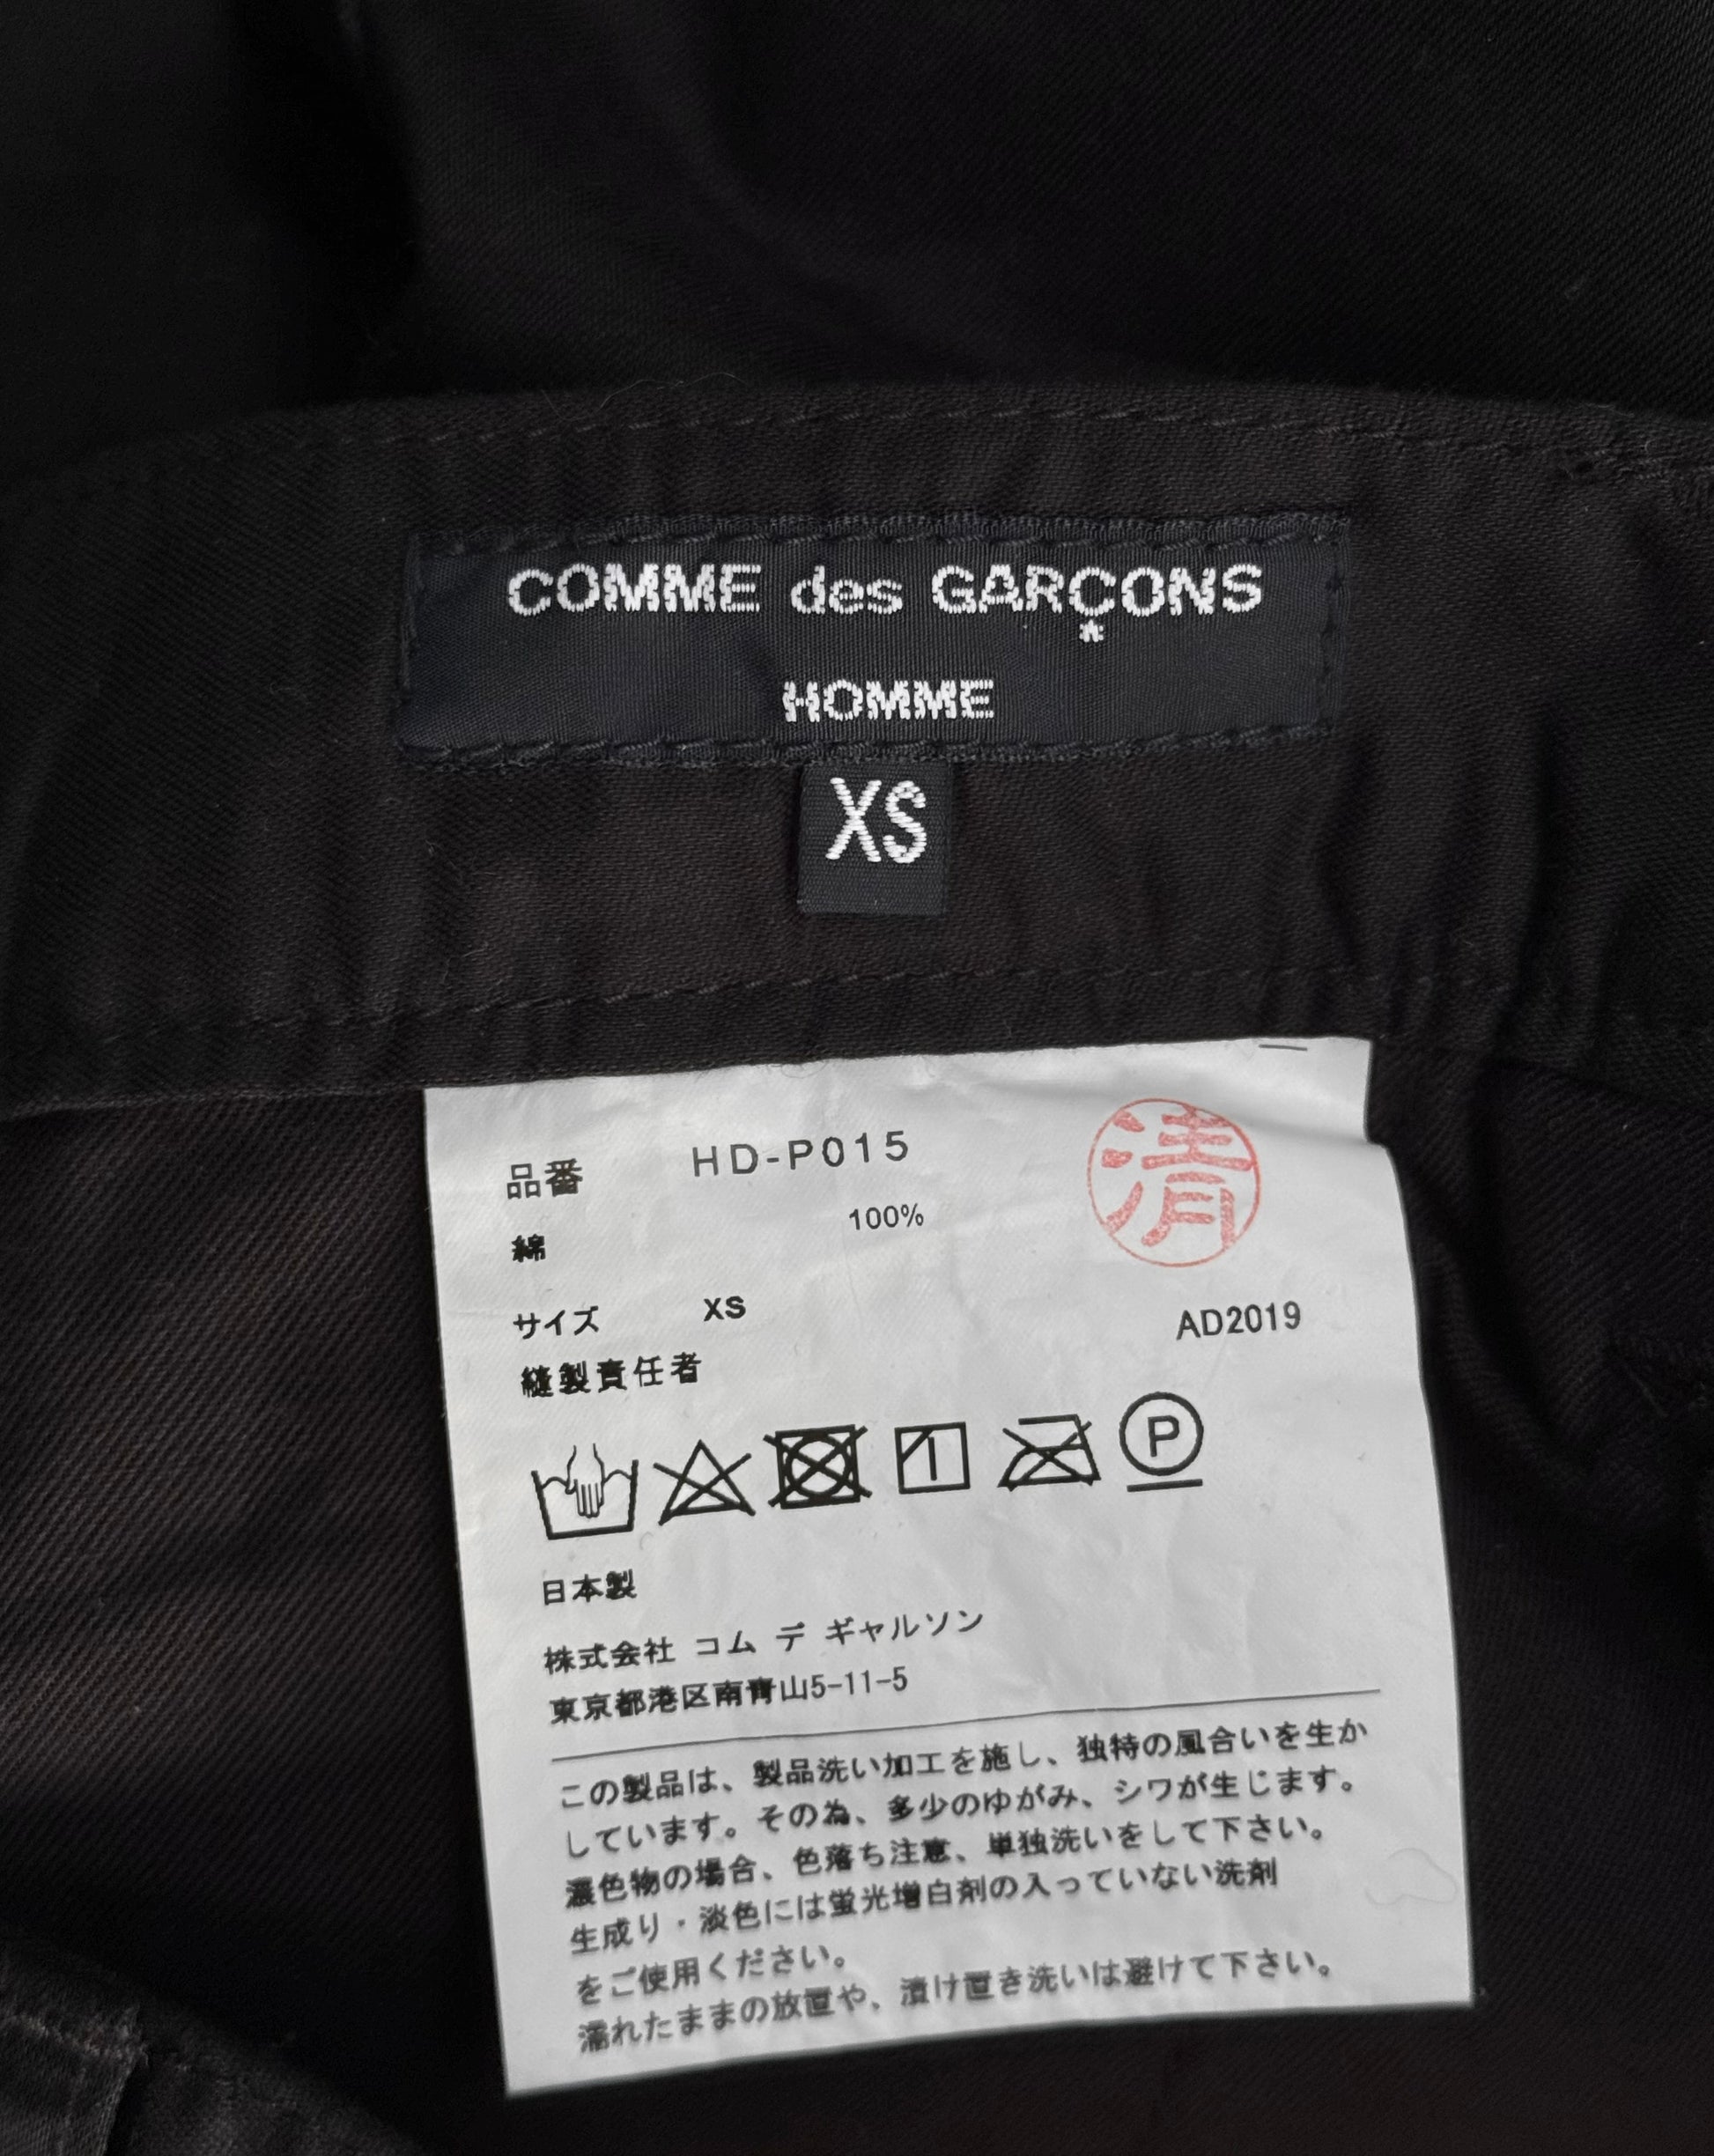 COMME des GARÇONS
HOMME
XS
品番 HD-P015
清
綿 100%
サイズ XS AD2019
縫製責任者
P
日本製
株式会社 コム デ ギャルソン
東京都港区南青山5-11-5
この製品は、製品洗い加工を施し、独特の風合いを生か
しています。その為、多少のゆがみ、シワが生じます。
濃色物の場合、色落ち注意、単独洗いをして下さい。
生成り・淡色には蛍光増白剤の入っていない洗剤
をご使用ください。
濡れたままの放置や、漬け置き洗いは避けて下さい。